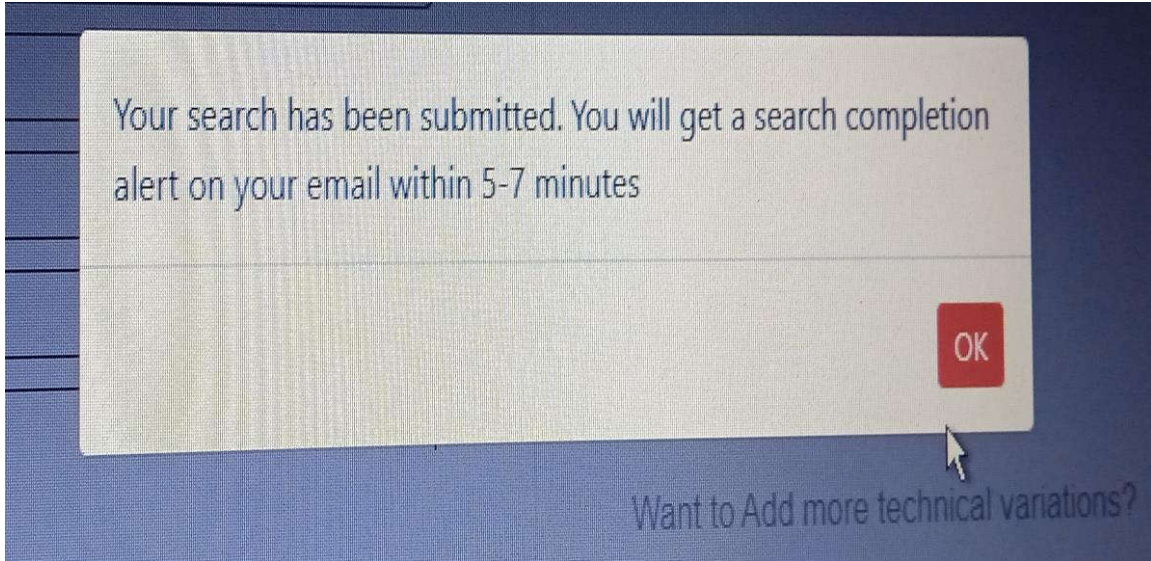 Your search has been submitted. You will get a search completion
alert on your email within 5-7 minutes
OK
Want to Add more technical variations?